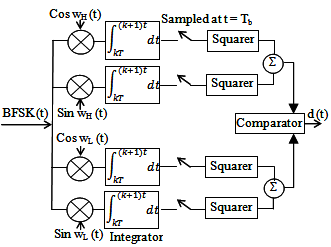 Cos w_H (t)
Sampled at t = T_b
∫_{kT}^{(k+1)t} dt
Squarer
Σ
∫_{kT}^{(k+1)t} dt
Squarer
Sin w_H (t)
BFSK(t)
Comparator
d(t)
Cos w_L (t)
∫_{kT}^{(k+1)t} dt
Squarer
Σ
∫_{kT}^{(k+1)t} dt
Squarer
Sin w_L (t)
Integrator